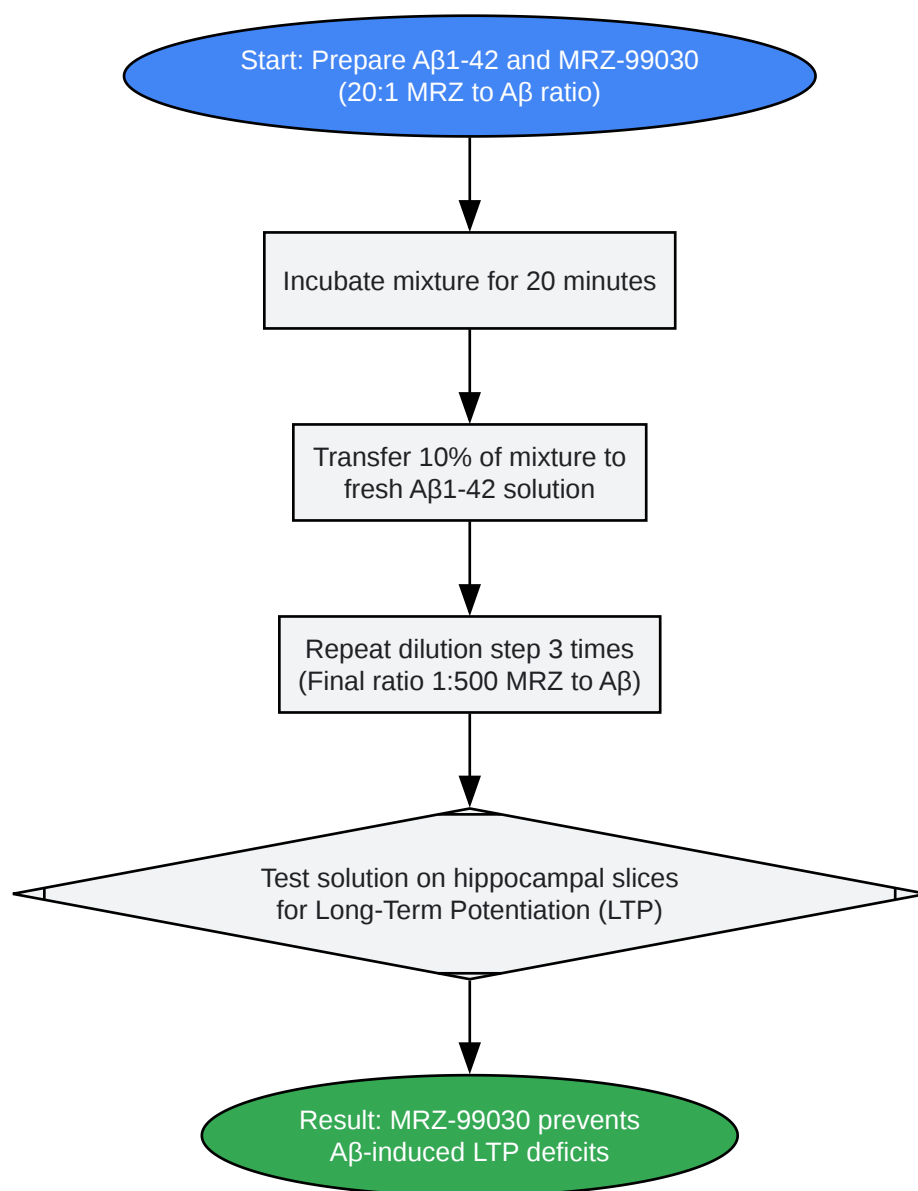 Start: Prepare Aβ1-42 and MRZ-99030
(20:1 MRZ to Aβ ratio)
Incubate mixture for 20 minutes
Transfer 10% of mixture to
fresh Aβ1-42 solution
Repeat dilution step 3 times
(Final ratio 1:500 MRZ to Aβ)
Test solution on hippocampal slices
for Long-Term Potentiation (LTP)
Result: MRZ-99030 prevents
Aβ-induced LTP deficits